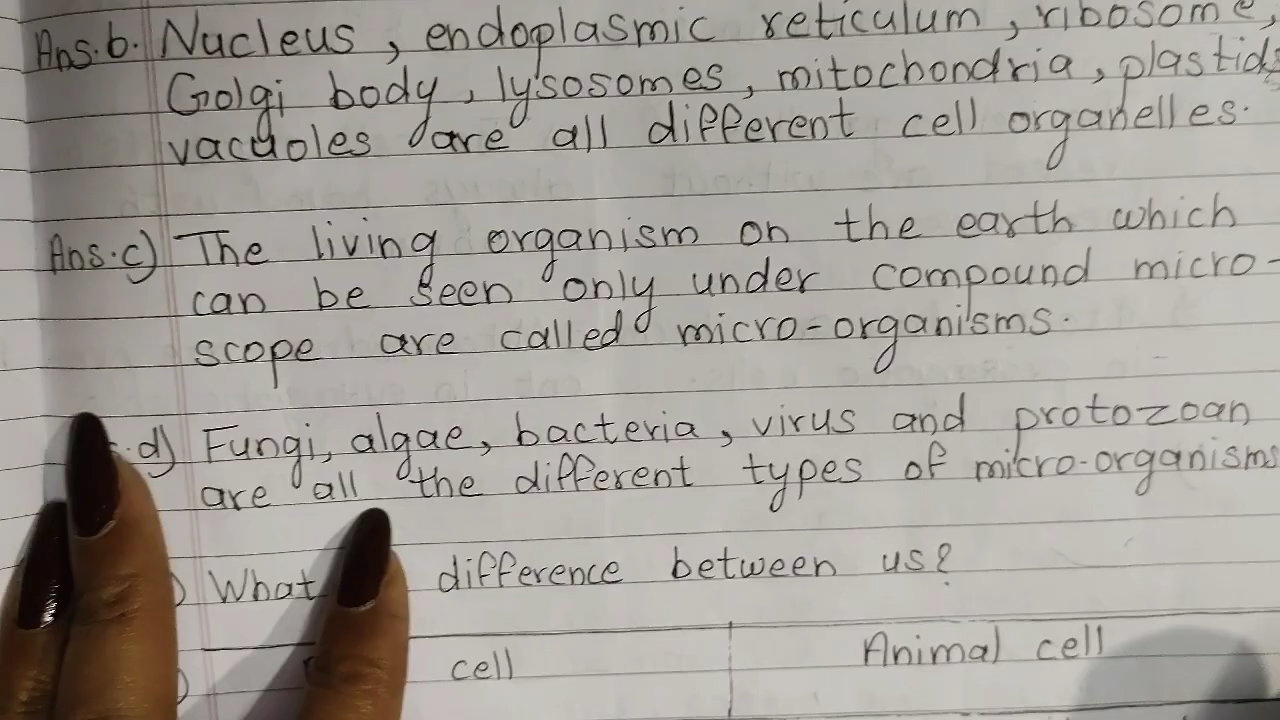 Ans.b. Nucleus, endoplasmic reticulum, ribosome,
Golgi body, lysosomes, mitochondria, plastids
vacuoles are all different cell organelles.
Ans.c) The living organism on the earth which
can be seen only under compound micro-
scope are called micro-organisms.
d) Fungi, algae, bacteria, virus and protozoan
are all the different types of micro-organisms
What difference between us?
cell Animal cell